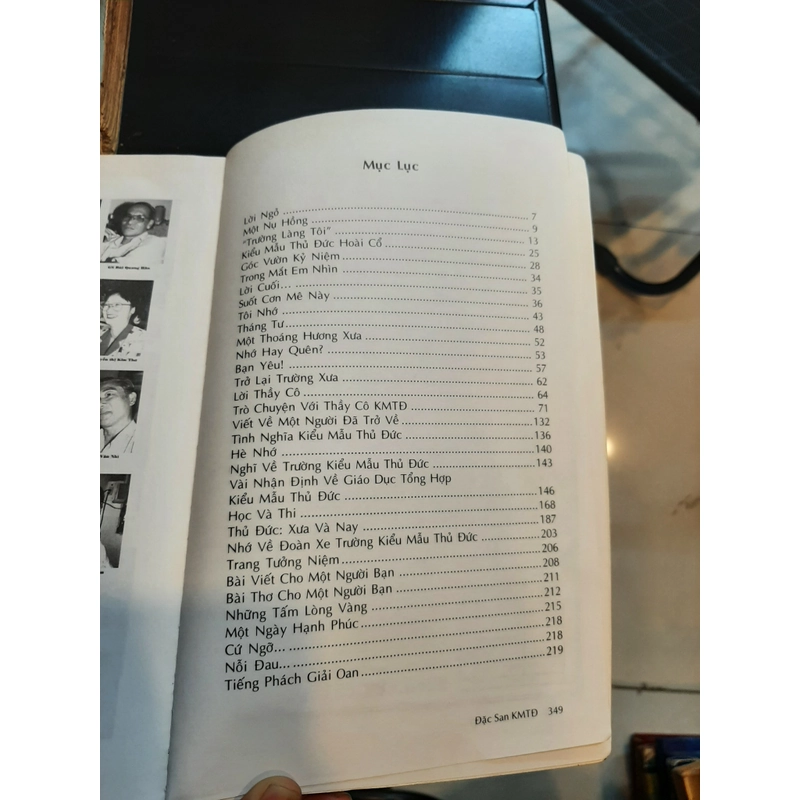 Mục Lục
Lời Ngỏ 7
Một Nụ Hồng 9
"Trường Làng Tôi" 13
Kiểu Mẫu Thủ Đức Hoài Cổ 25
Góc Vườn Kỷ Niệm 28
Trong Mắt Em Nhìn 34
Lời Cuối... 35
Suốt Cơn Mê Này 36
Tôi Nhớ 43
Tháng Tư 48
Một Thoáng Hương Xưa 52
Nhớ Hay Quên? 53
Bạn Yêu! 57
Trở Lại Trường Xưa 62
Lời Thầy Cô 64
Trò Chuyện Với Thầy Cô KMTĐ 71
Viết Về Một Người Đã Trở Về 132
Tình Nghĩa Kiểu Mẫu Thủ Đức 136
Hè Nhớ 140
Nghĩ Về Trường Kiểu Mẫu Thủ Đức 143
Vài Nhận Định Về Giáo Dục Tổng Hợp
Kiểu Mẫu Thủ Đức 146
Học Và Thi 168
Thủ Đức: Xưa Và Nay 187
Nhớ Về Đoàn Xe Trường Kiểu Mẫu Thủ Đức 203
Trang Tưởng Niệm 206
Bài Viết Cho Một Người Bạn 208
Bài Thơ Cho Một Người Bạn 211
Những Tấm Lòng Vàng 212
Một Ngày Hạnh Phúc 215
Cứ Ngỡ... 218
Nỗi Đau... 218
Tiếng Phách Giải Oan 219
Đặc San KMTĐ 349